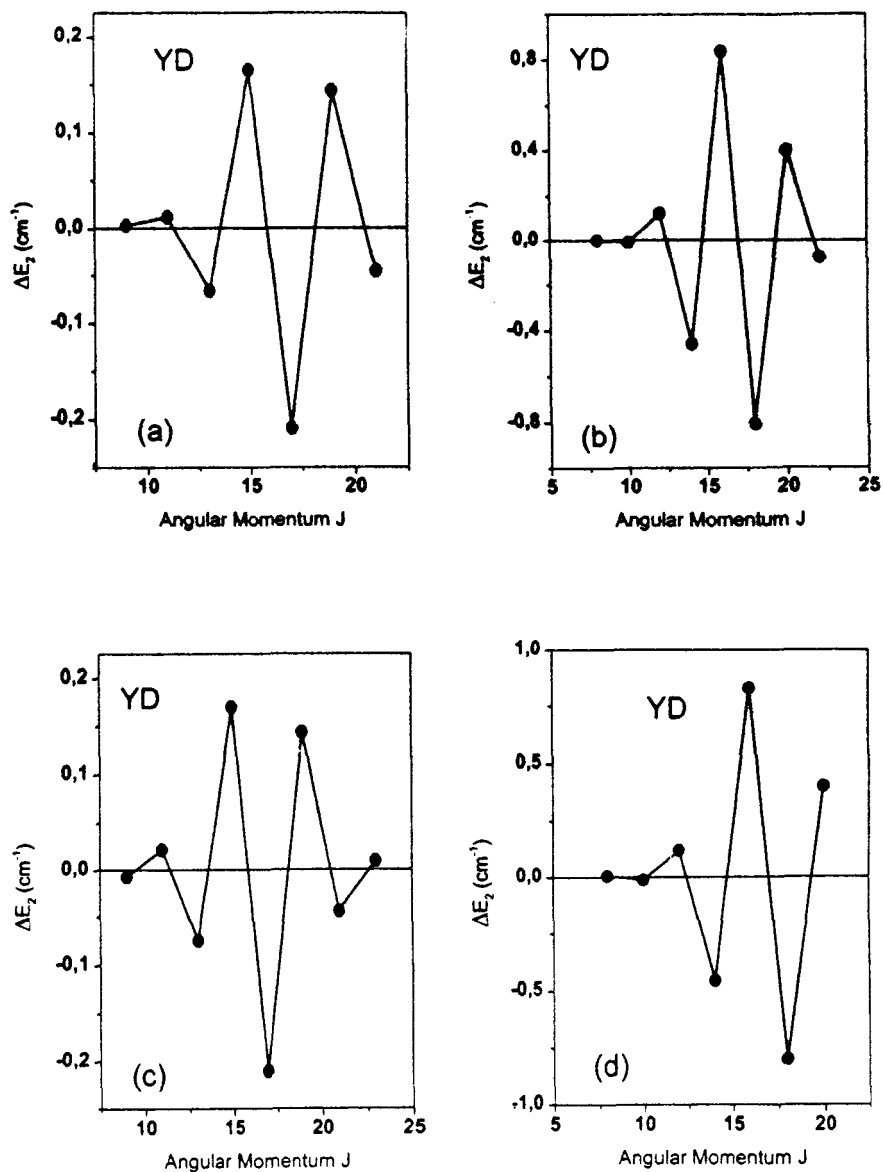 YD
0,2
0,1
0,0
-0,1
-0,2
ΔE₂ (cm⁻¹)
(a)
10 15 20
Angular Momentum J
YD
0,8
0,4
0,0
-0,4
-0,8
ΔE₂ (cm⁻¹)
(b)
5 10 15 20 25
Angular Momentum J
YD
0,2
0,1
0,0
-0,1
-0,2
ΔE₂ (cm⁻¹)
(c)
10 15 20 25
Angular Momentum J
YD
1,0
0,5
0,0
-0,5
-1,0
ΔE₂ (cm⁻¹)
(d)
5 10 15 20
Angular Momentum J